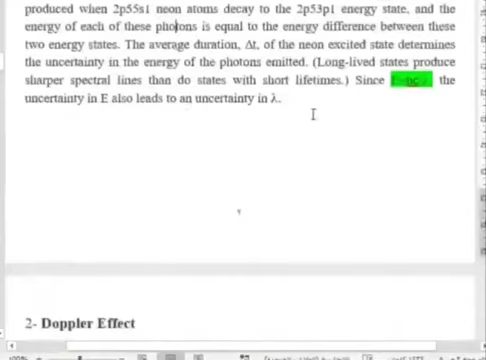 produced when 2p55s1 neon atoms decay to the 2p53p1 energy state, and the
energy of each of these photons is equal to the energy difference between these
two energy states. The average duration, Δt, of the neon excited state determines
the uncertainty in the energy of the photons emitted. (Long-lived states produce
sharper spectral lines than do states with short lifetimes.) Since the
uncertainty in E also leads to an uncertainty in λ.
2- Doppler Effect
100%